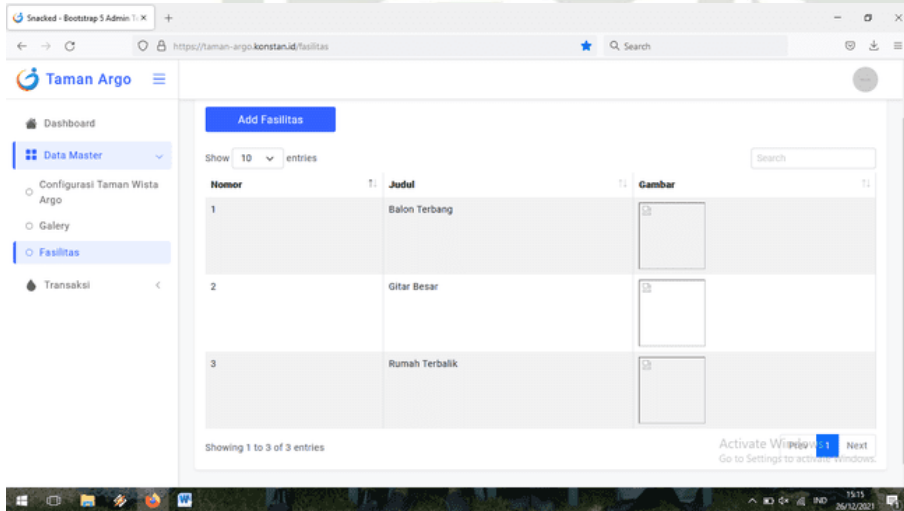 Snacked - Bootstrap 5 Admin T
https://taman-argo.konstan.id/fasilitas
Search
Taman Argo
Add Fasilitas
Dashboard
Data Master
Configurasi Taman Wista
Argo
Galery
Fasilitas
Transaksi
Show 10 entries
Search
Nomor Judul Gambar
1 Balon Terbang
2 Gitar Besar
3 Rumah Terbalik
Showing 1 to 3 of 3 entries
Prev 1 Next
Activate Windows
Go to Settings to activate Windows.
IND
15:15
26/12/2021